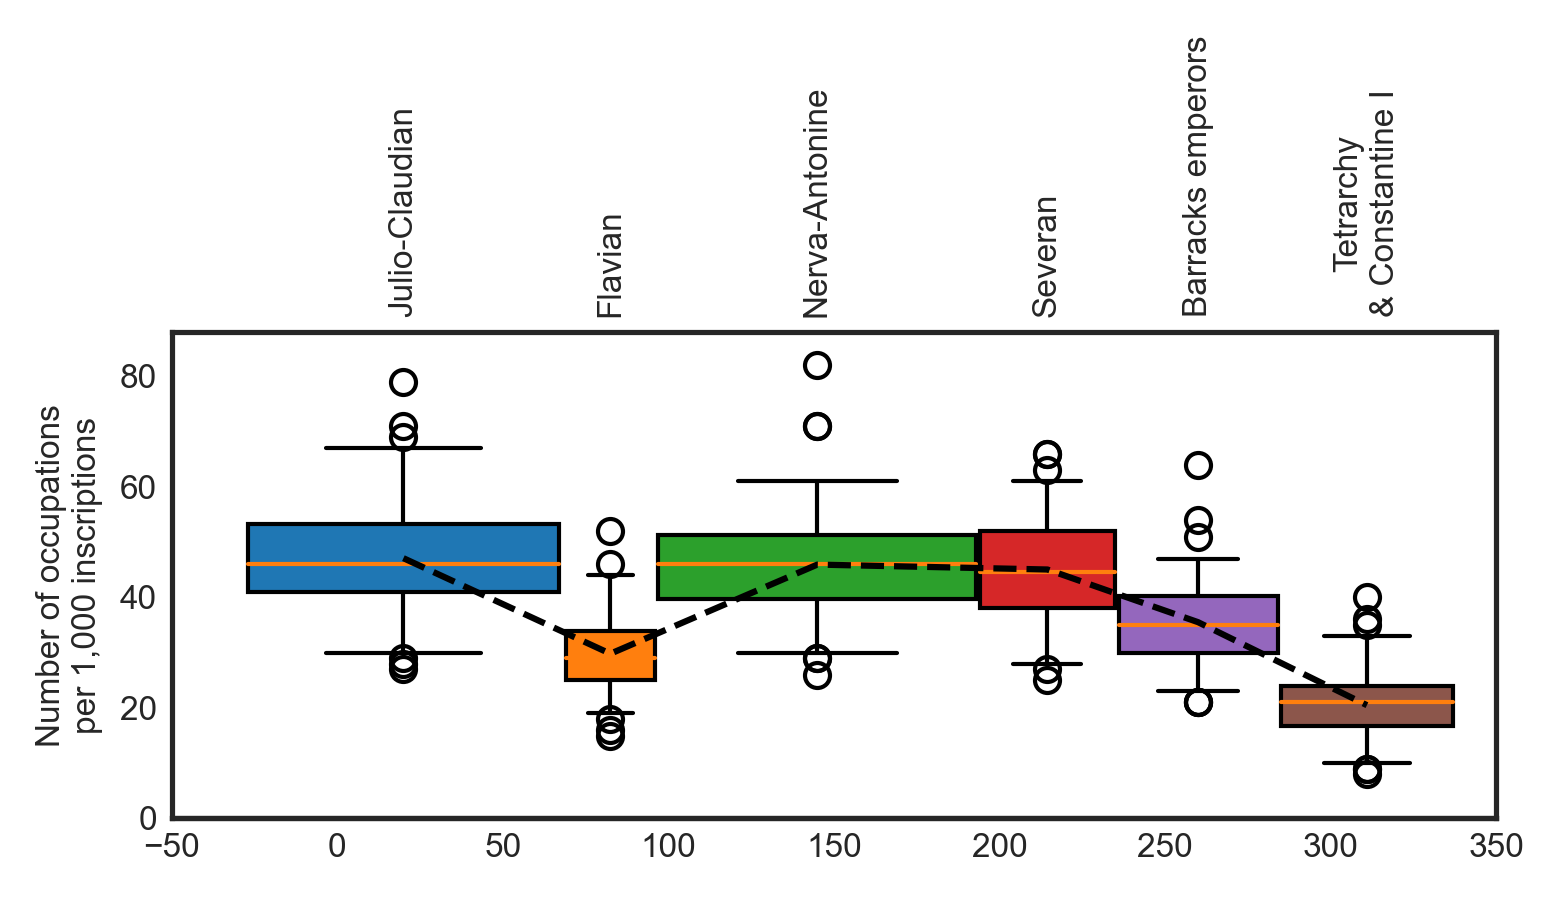 Julio-Claudian
Flavian
Nerva-Antonine
Severan
Barracks emperors
Tetrarchy
& Constantine I
Number of occupations
per 1,000 inscriptions
80
60
40
20
0
−50 0 50 100 150 200 250 300 350